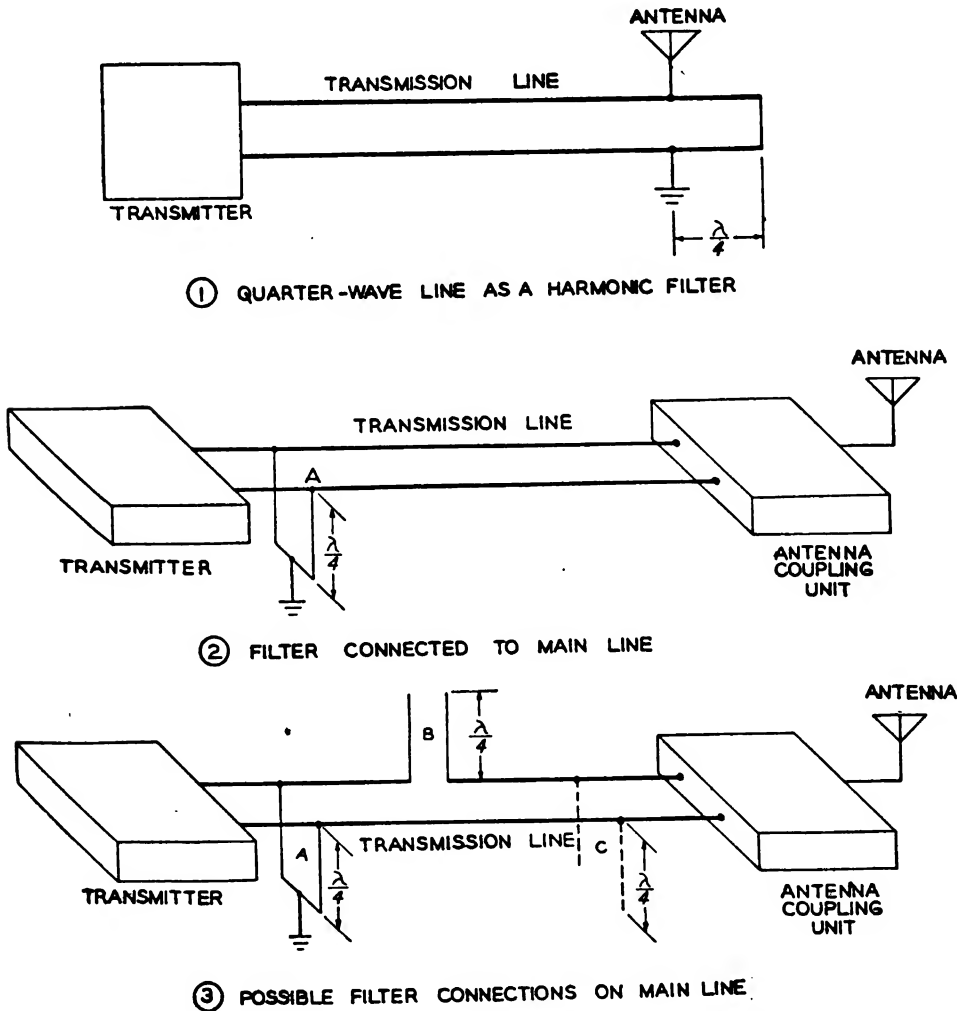 ANTENNA
TRANSMISSION LINE
TRANSMITTER
λ
4
① QUARTER-WAVE LINE AS A HARMONIC FILTER
ANTENNA
TRANSMISSION LINE
A
λ
4
TRANSMITTER
ANTENNA
COUPLING
UNIT
② FILTER CONNECTED TO MAIN LINE
ANTENNA
B
λ
4
TRANSMISSION LINE
A
C
λ
4
λ
4
TRANSMITTER
ANTENNA
COUPLING
UNIT
③ POSSIBLE FILTER CONNECTIONS ON MAIN LINE